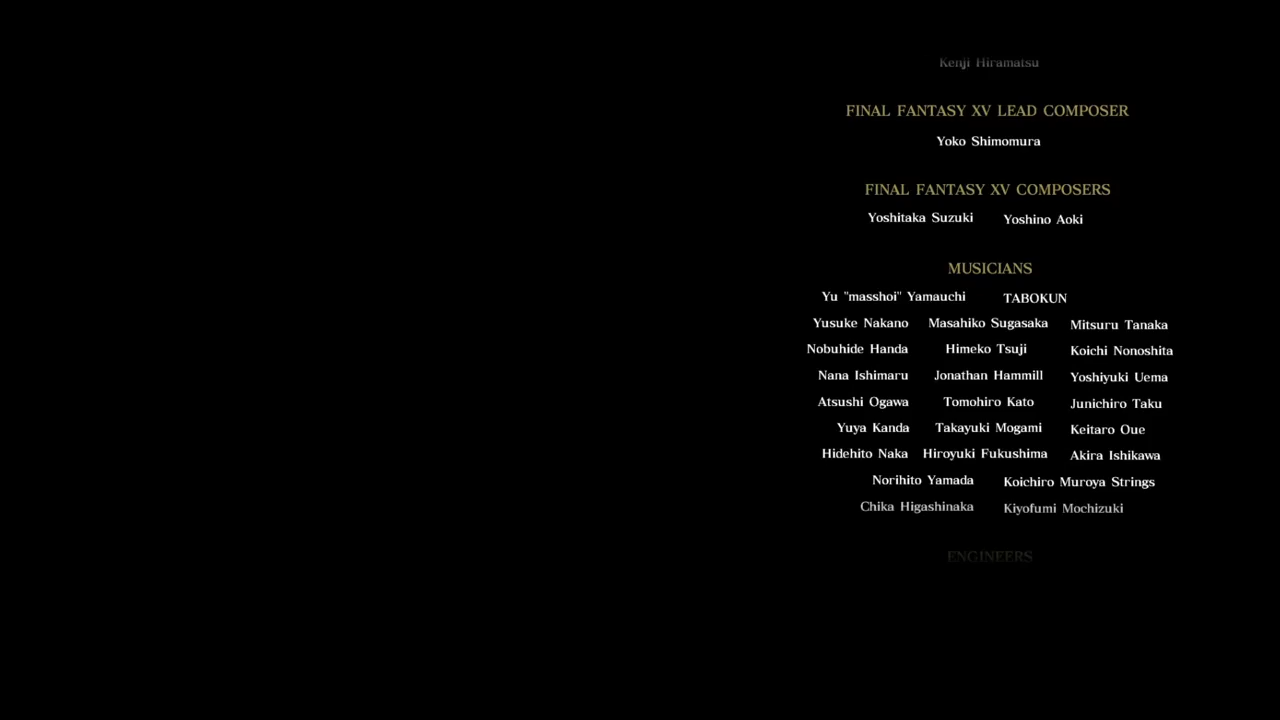 Kenji Hiramatsu
FINAL FANTASY XV LEAD COMPOSER
Yoko Shimomura
FINAL FANTASY XV COMPOSERS
Yoshitaka Suzuki Yoshino Aoki
MUSICIANS
Yu "masshoi" Yamauchi TABOKUN
Yusuke Nakano Masahiko Sugasaka Mitsuru Tanaka
Nobuhide Handa Himeko Tsuji Koichi Nonoshita
Nana Ishimaru Jonathan Hammill Yoshiyuki Uema
Atsushi Ogawa Tomohiro Kato Junichiro Taku
Yuya Kanda Takayuki Mogami Keitaro Oue
Hidehito Naka Hiroyuki Fukushima Akira Ishikawa
Norihito Yamada Koichiro Muroya Strings
Chika Higashinaka Kiyofumi Mochizuki
ENGINEERS